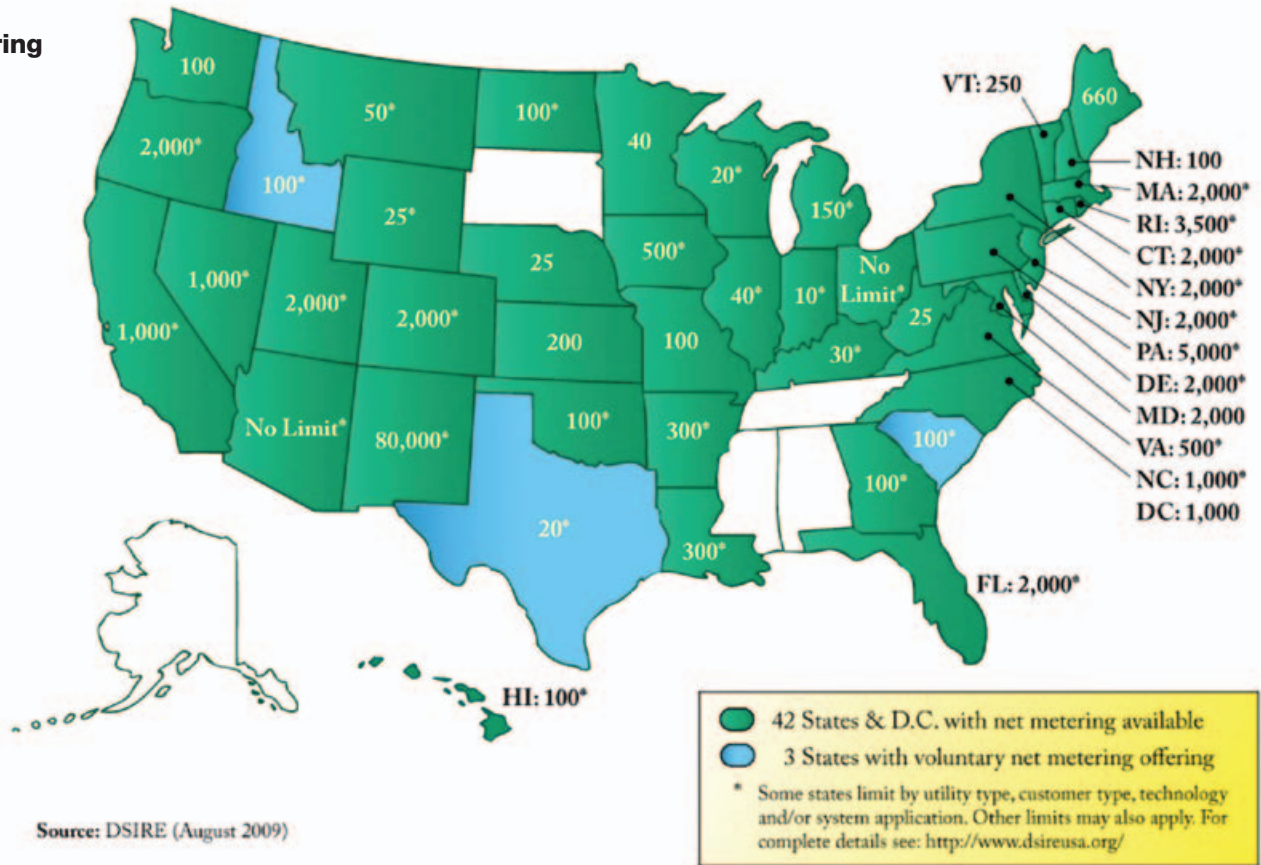 ring
100
2,000*
100*
50*
25*
100*
40
20*
150*
25
500*
1,000*
1,000*
2,000*
2,000*
200
100
40*
10*
No
Limit*
25
30*
No Limit*
80,000*
100*
300*
20*
300*
100*
100*
660
VT: 250
NH: 100
MA: 2,000*
RI: 3,500*
CT: 2,000*
NY: 2,000*
NJ: 2,000*
PA: 5,000*
DE: 2,000*
MD: 2,000
VA: 500*
NC: 1,000*
DC: 1,000
FL: 2,000*
HI: 100*
42 States & D.C. with net metering available
3 States with voluntary net metering offering
* Some states limit by utility type, customer type, technology
and/or system application. Other limits may also apply. For
complete details see: http://www.dsireusa.org/
Source: DSIRE (August 2009)